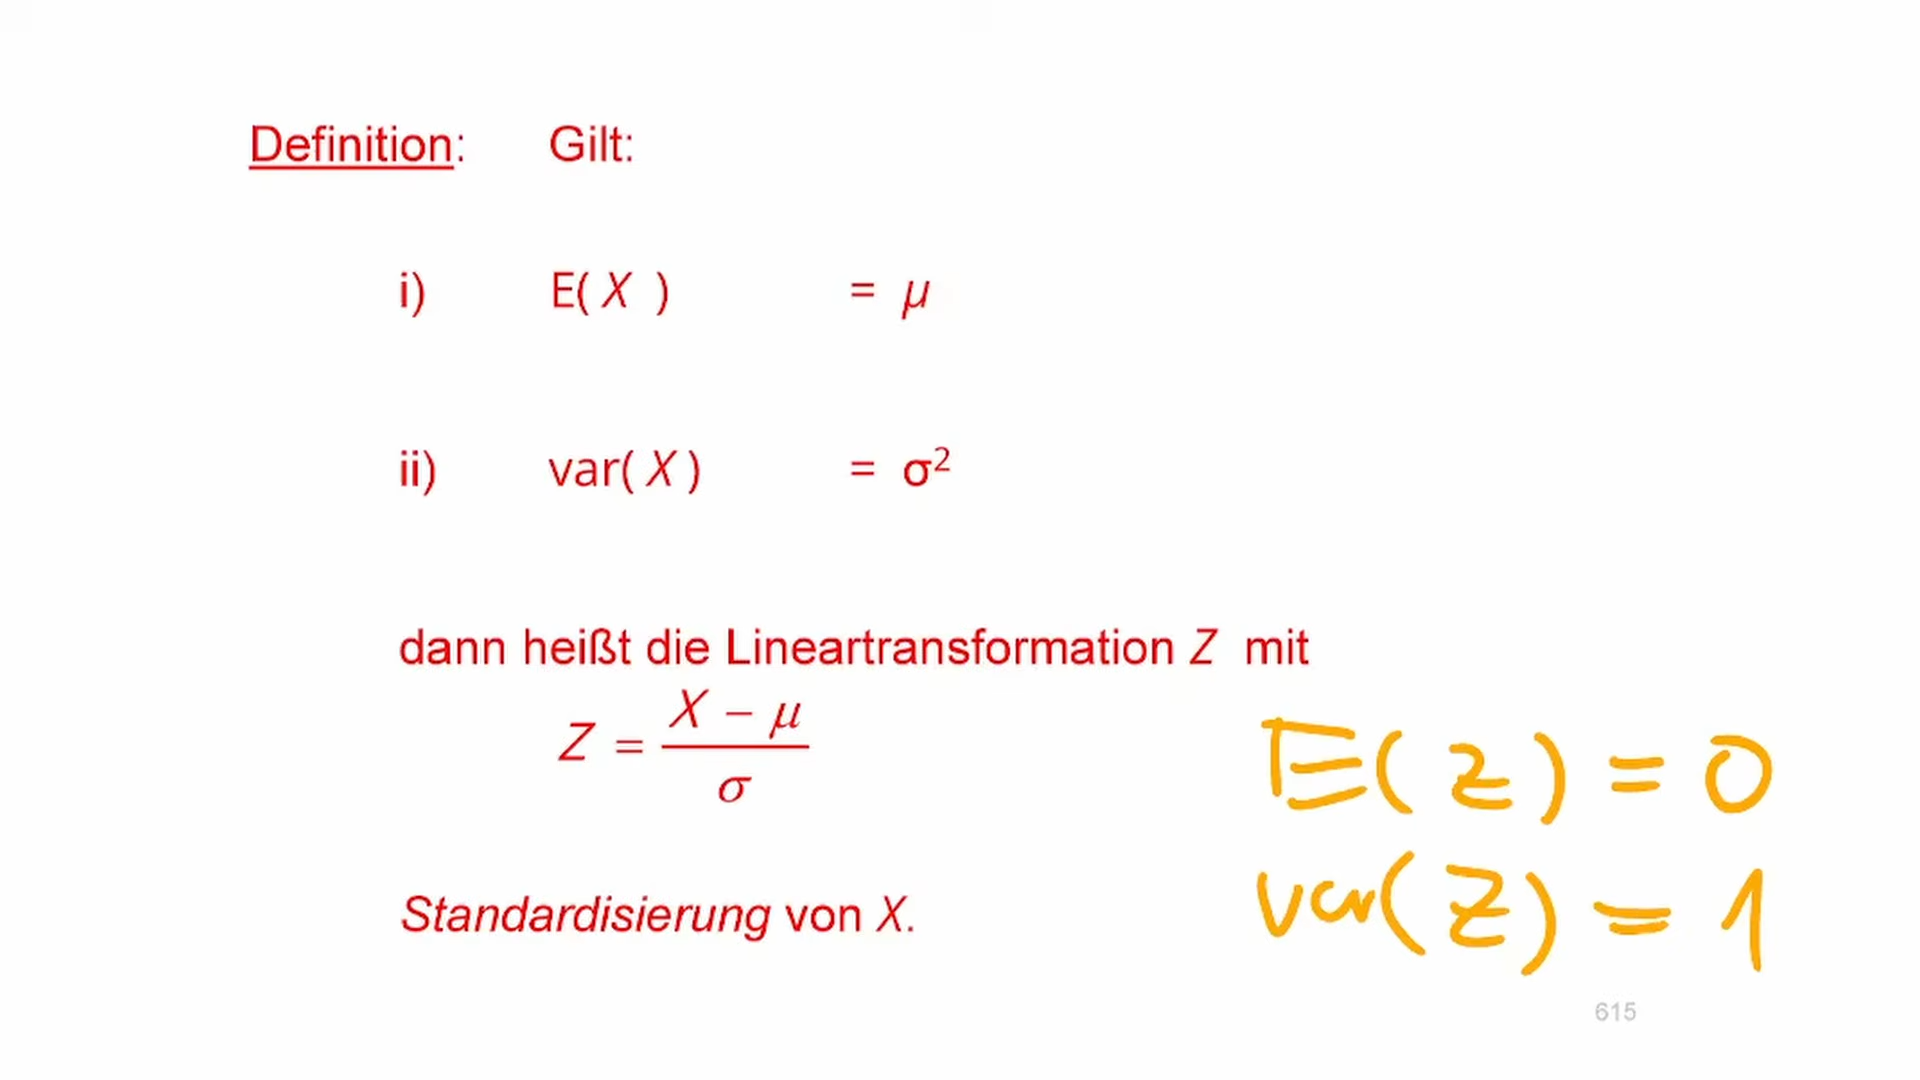 Definition: Gilt:
i) E( X ) = μ
ii) var( X ) = σ²
dann heißt die Lineartransformation Z mit
Z = (X − μ) / σ
E(Z) = 0
var(Z) = 1
Standardisierung von X.
615